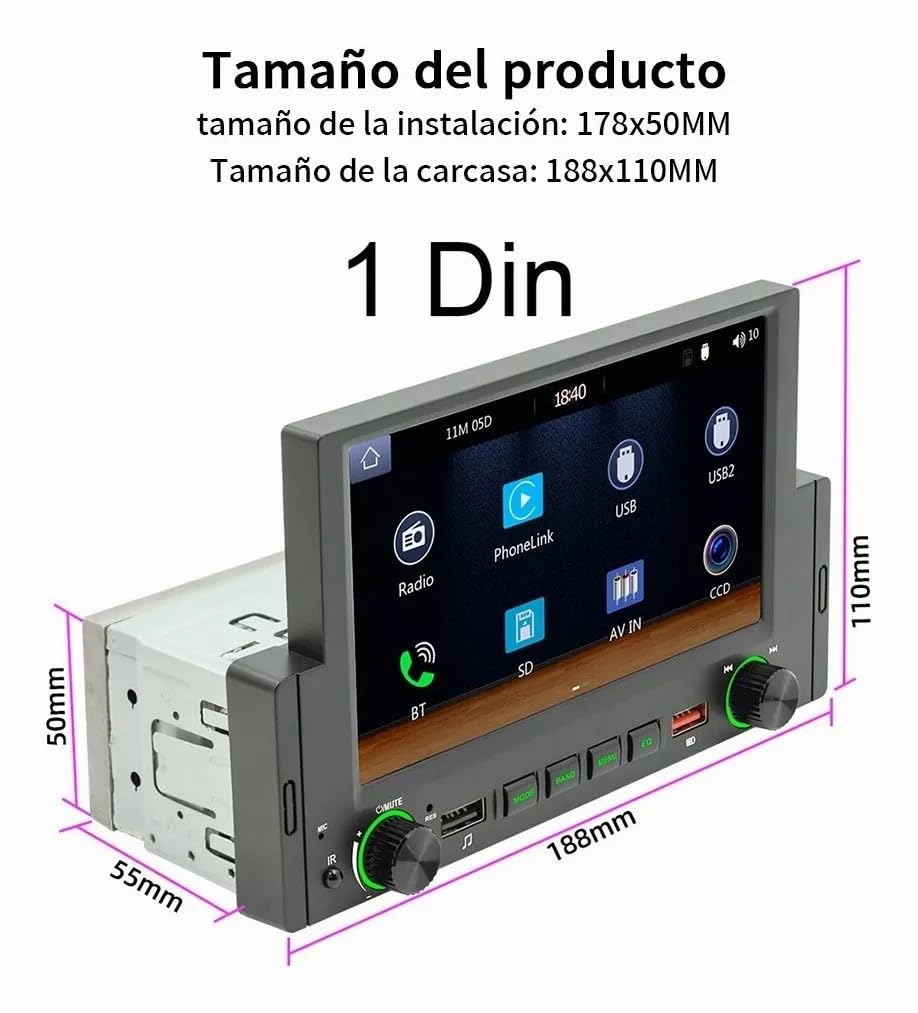 Tamaño del producto
tamaño de la instalación: 178x50MM
Tamaño de la carcasa: 188x110MM
1 Din
10
18:40
11M 05D
USB2
USB
PhoneLink
Radio
CCD
AV IN
SD
BT
110mm
50mm
55mm
188mm
MODE
BAND
MENU
EQ
/MUTE
RES
MIC
IR
+
-